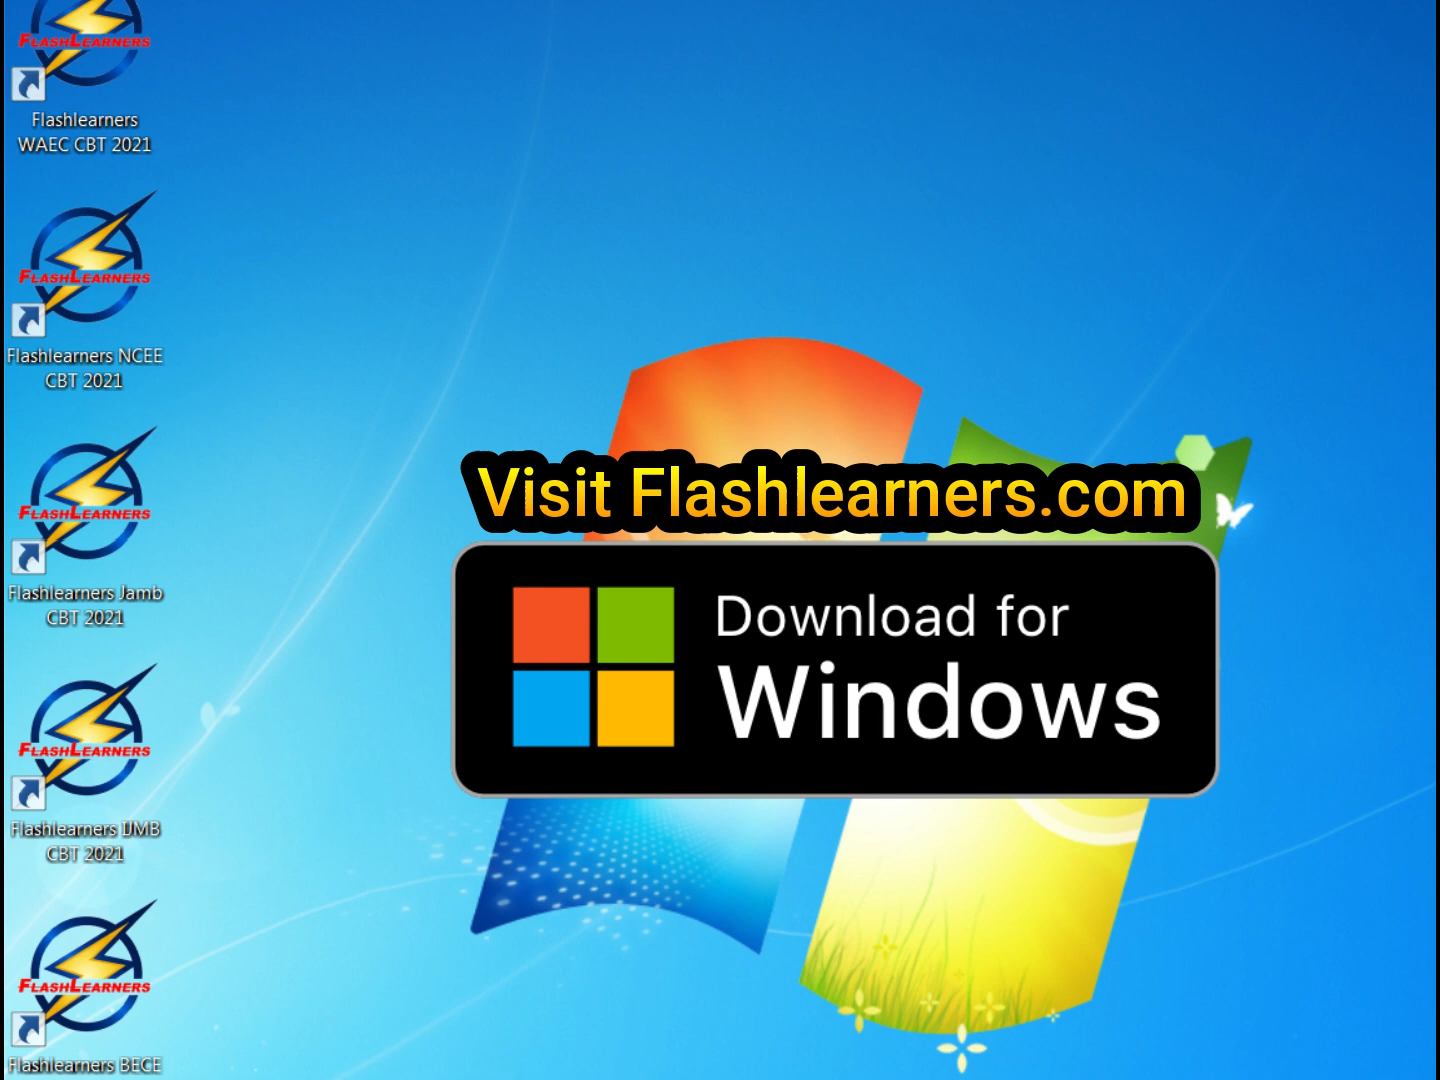 FLASHLEARNERS
Flashlearners
WAEC CBT 2021
FLASHLEARNERS
Flashlearners NCEE
CBT 2021
FLASHLEARNERS
Flashlearners Jamb
CBT 2021
FLASHLEARNERS
Flashlearners IJMB
CBT 2021
FLASHLEARNERS
Flashlearners BECE
Visit Flashlearners.com
Download for
Windows